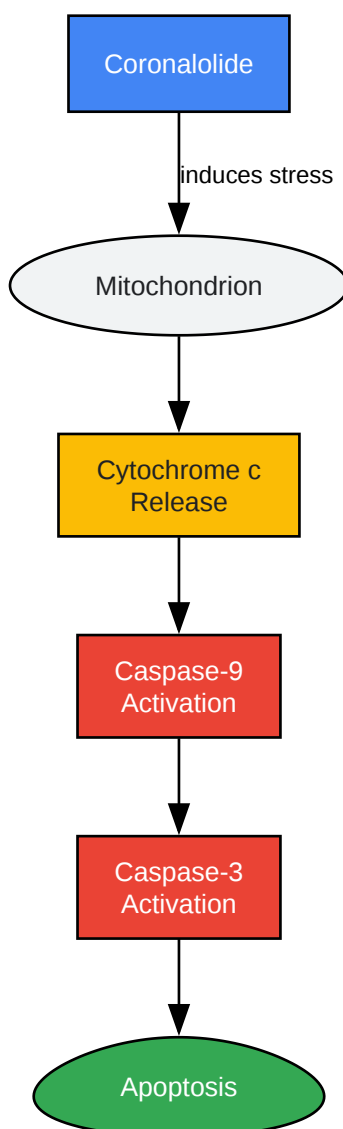 Coronalolide
induces stress
Mitochondrion
Cytochrome c
Release
Caspase-9
Activation
Caspase-3
Activation
Apoptosis